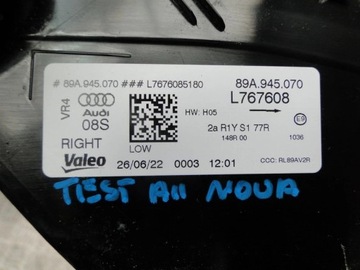 # 89A.945.070 ### L7676085180
89A.945.070
VR4
Audi
08S
HW: H05
L767608
2a R1Y S1 77R
E9
148R.00
1036
RIGHT
LOW
Valeo
26/06/22 0003 12:01
CCC: RL89AV2R
TEST All NOUA